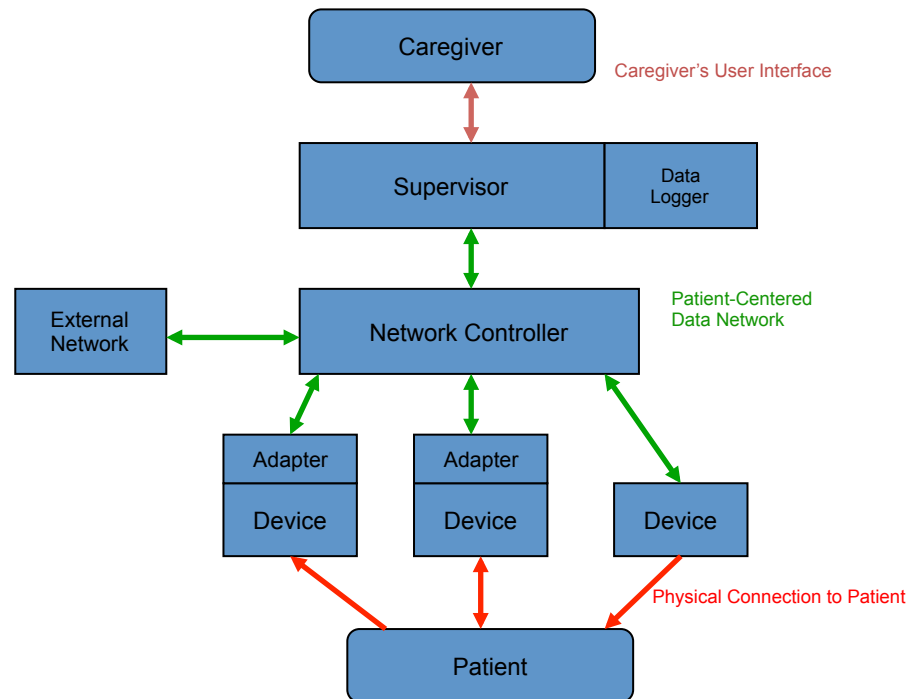 Caregiver
Caregiver’s User Interface
Supervisor
Data
Logger
Patient-Centered
Data Network
External
Network
Network Controller
Adapter
Adapter
Device
Device
Device
Physical Connection to Patient
Patient